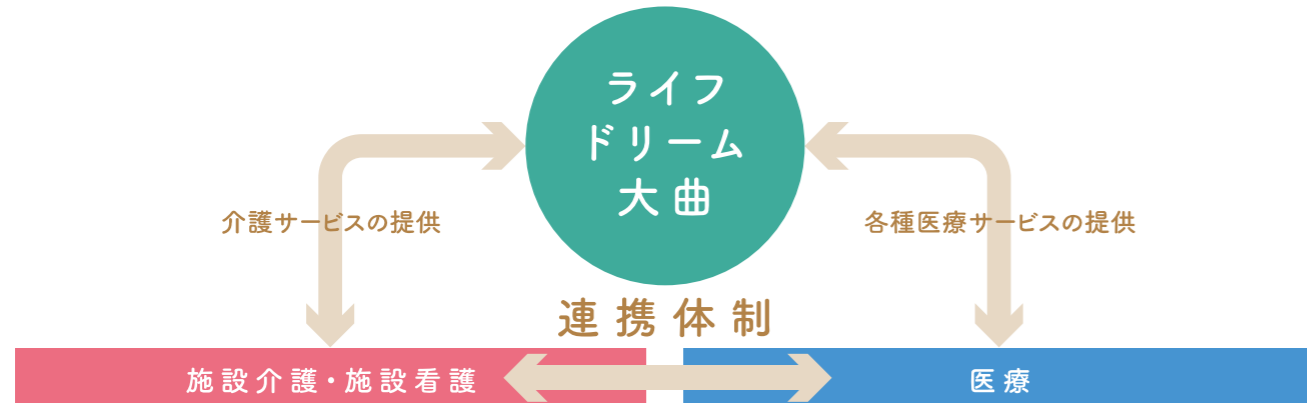 ライフ
ドリーム
大曲
介護サービスの提供
各種医療サービスの提供
連携体制
施設介護・施設看護
医療